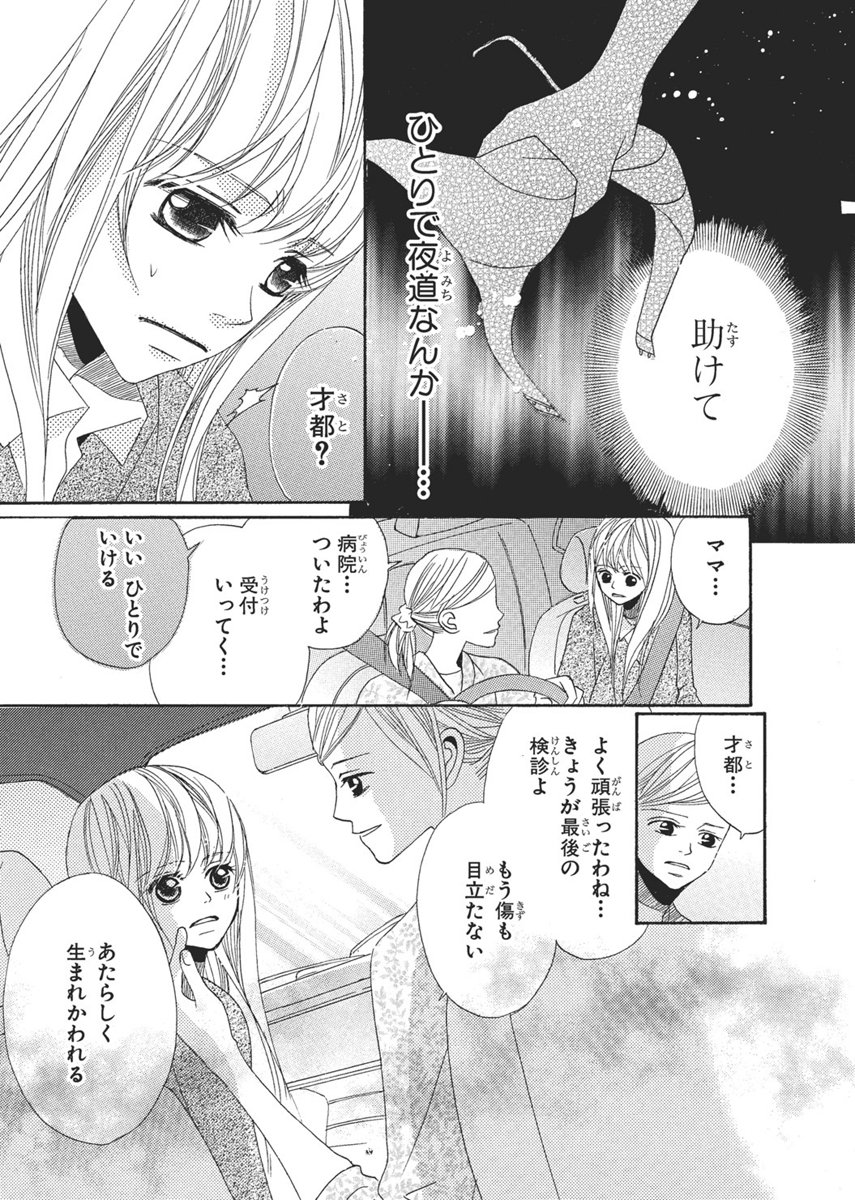 助けて
ひとりで夜道なんか――…
才都?
ママ…
病院…
ついたわよ
受付
いってく…
いい ひとりで
いける
才都…
よく頑張ったわね…
きょうが最後の
検診よ
もう傷も
目立たない
あたらしく
生まれかわれる